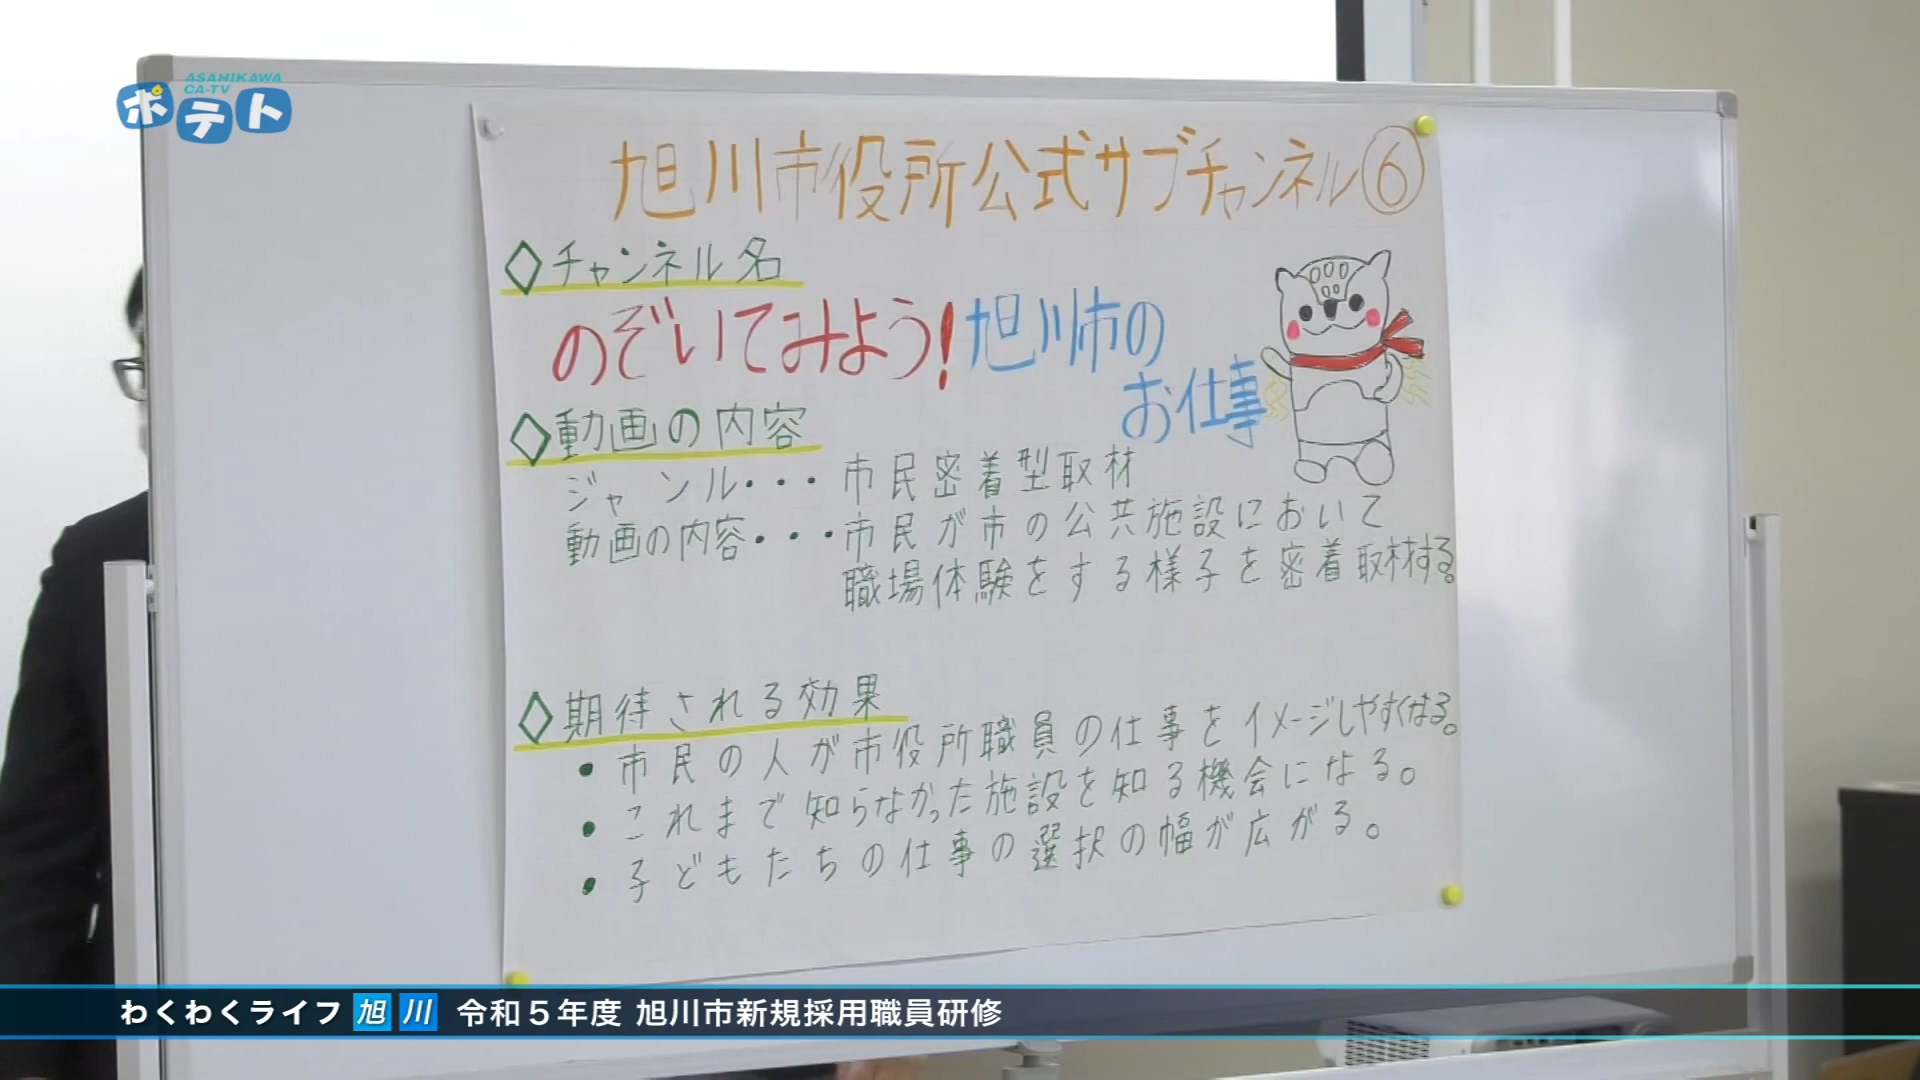 ASAHIKAWA
CA-TV
ポテト
旭川市役所公式サブチャンネル⑥
◇チャンネル名
のぞいてみよう!旭川市の
お仕事
◇動画の内容
ジャンル・・・市民密着型取材
動画の内容・・・市民が市の公共施設において
職場体験をする様子を密着取材する。
◇期待される効果
・市民の人が市役所職員の仕事をイメージしやすくなる。
・これまで知らなかった施設を知る機会になる。
・子どもたちの仕事の選択の幅が広がる。
わくわくライフ旭川 令和5年度 旭川市新規採用職員研修